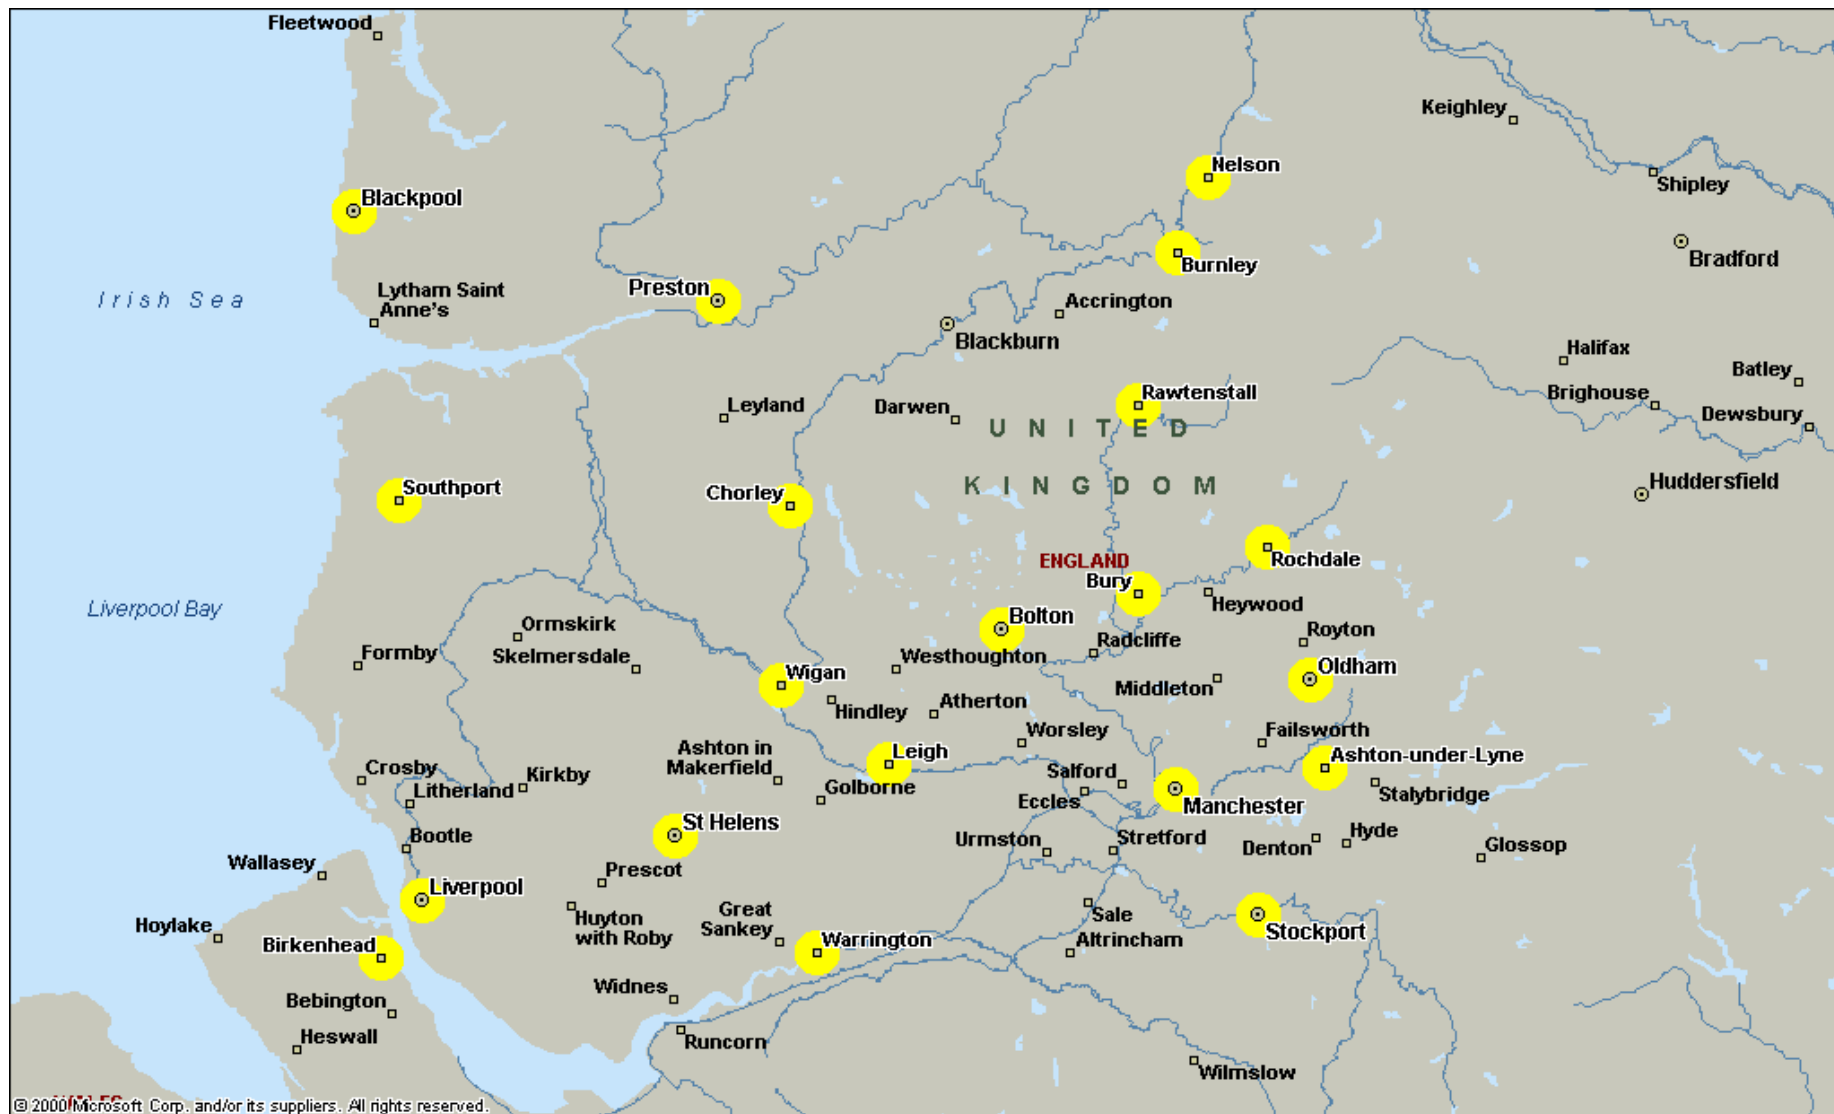 Fleetwood
Keighley
Nelson
Shipley
Blackpool
Bradford
Burnley
Preston
Irish Sea
Lytham Saint
Anne's
Accrington
Blackburn
Halifax
Batley
Rawtenstall
Brighouse
Leyland
Darwen
Dewsbury
UNITED
Southport
Chorley
KINGDOM
Huddersfield
ENGLAND
Rochdale
Bury
Liverpool Bay
Heywood
Bolton
Ormskirk
Royton
Radcliffe
Formby
Skelmersdale
Westhoughton
Wigan
Oldham
Middleton
Hindley
Atherton
Worsley
Failsworth
Ashton in
Makerfield
Leigh
Ashton-under-Lyne
Crosby
Kirkby
Salford
Litherland
Golborne
Eccles
Manchester
Stalybridge
St Helens
Bootle
Urmston
Stretford
Denton
Hyde
Glossop
Wallasey
Prescot
Liverpool
Hoylake
Huyton
with Roby
Great
Sankey
Sale
Stockport
Birkenhead
Warrington
Altrincham
Bebington
Widnes
Heswall
Runcorn
Wilmslow
© 2000 Microsoft Corp. and/or its suppliers. All rights reserved.